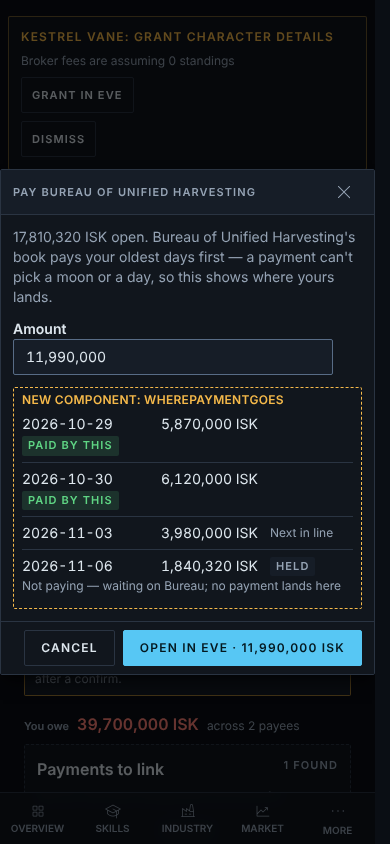 KESTREL VANE: GRANT CHARACTER DETAILS
Broker fees are assuming 0 standings
GRANT IN EVE
DISMISS
PAY BUREAU OF UNIFIED HARVESTING
17,810,320 ISK open. Bureau of Unified Harvesting's
book pays your oldest days first — a payment can't
pick a moon or a day, so this shows where yours
lands.
Amount
11,990,000
NEW COMPONENT: WHEREPAYMENTGOES
2026-10-29 5,870,000 ISK
PAID BY THIS
2026-10-30 6,120,000 ISK
PAID BY THIS
2026-11-03 3,980,000 ISK Next in line
2026-11-06 1,840,320 ISK HELD
Not paying — waiting on Bureau; no payment lands here
CANCEL OPEN IN EVE · 11,990,000 ISK
after a confirm.
You owe 39,700,000 ISK across 2 payees
Payments to link 1 FOUND
OVERVIEW SKILLS INDUSTRY MARKET MORE